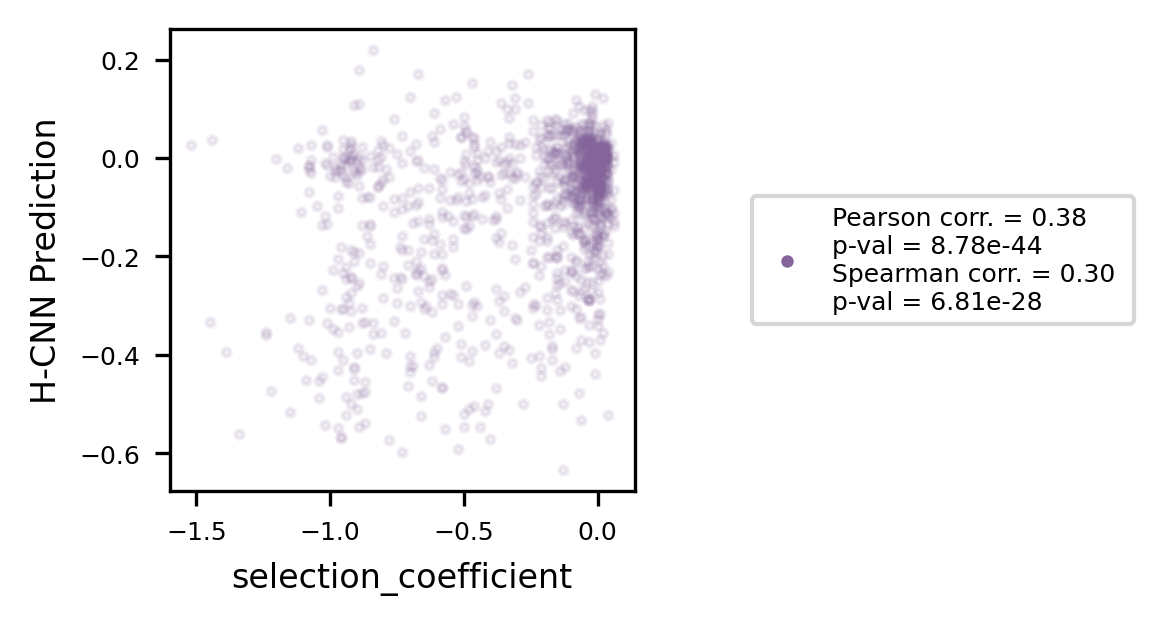 0.2
0.0
−0.2
−0.4
−0.6
H-CNN Prediction
−1.5 −1.0 −0.5 0.0
selection_coefficient
Pearson corr. = 0.38
p-val = 8.78e-44
Spearman corr. = 0.30
p-val = 6.81e-28